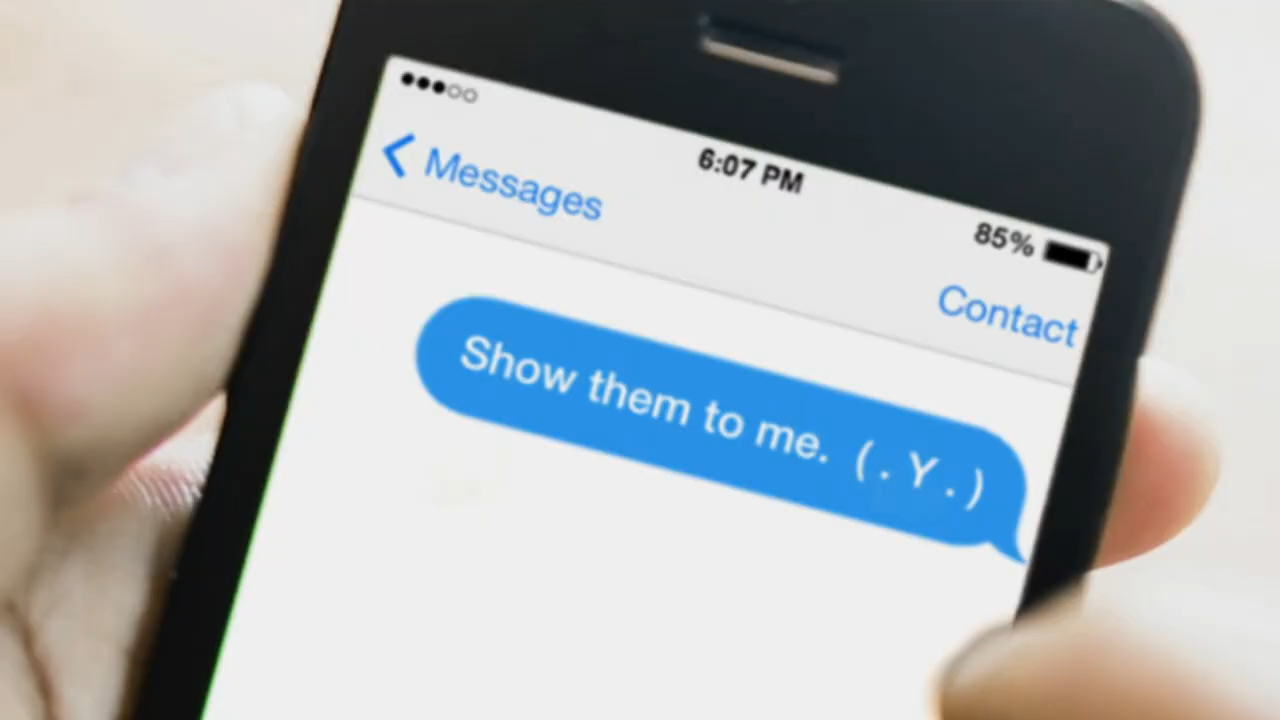 6:07 PM
85%
Messages
Contact
Show them to me. ( . Y . )